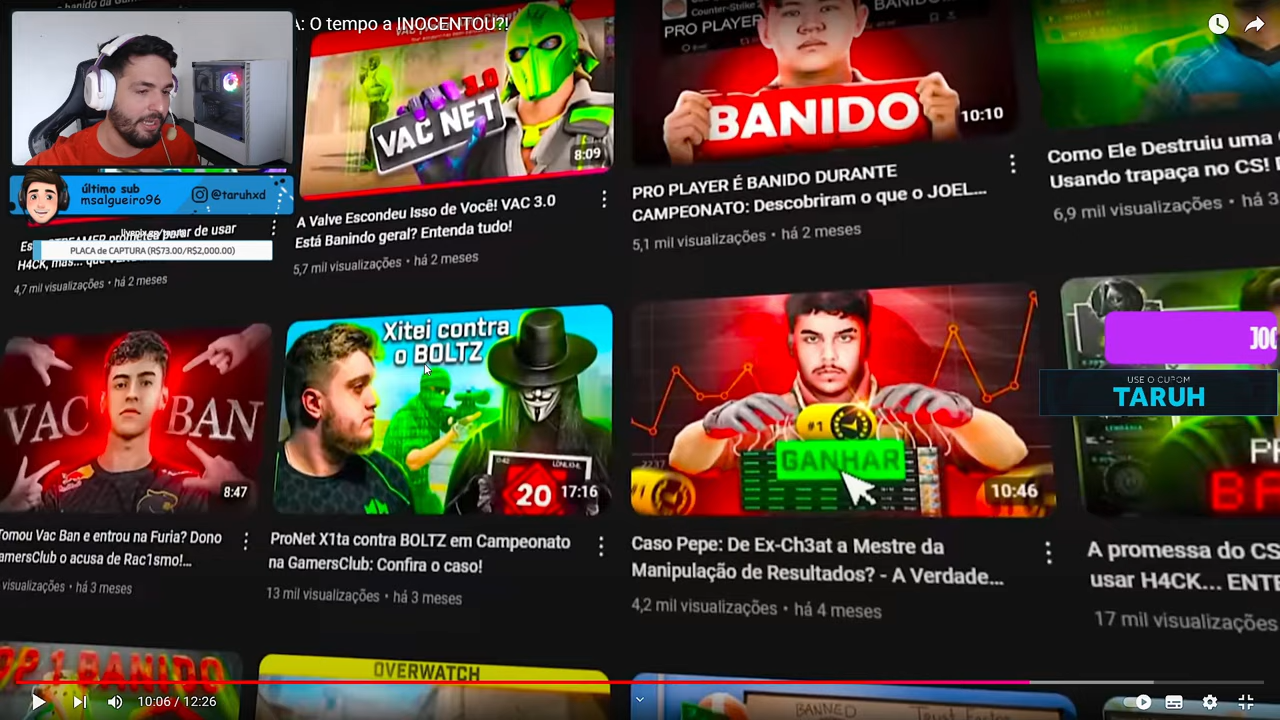 A: O tempo a INOCENTOU?!
último sub
msalgueiro96
@taruhxd
PLACA de CAPTURA (R$73.00/R$2,000.00)
4,7 mil visualizações • há 2 meses
VAC NET
3.0
8:09
A Valve Escondeu Isso de Você! VAC 3.0
Está Banindo geral? Entenda tudo!
5,7 mil visualizações • há 2 meses
Counter-Strike
PRO PLAYER
BANIDO
10:10
PRO PLAYER É BANIDO DURANTE
CAMPEONATO: Descobriram o que o JOEL...
5,1 mil visualizações • há 2 meses
Como Ele Destruiu uma
Usando trapaça no CS!
6,9 mil visualizações • há 3
VAC BAN
8:47
Tomou Vac Ban e entrou na Furia? Dono
amersClub o acusa de Rac1smo!...
visualizações • há 3 meses
Xitei contra
o BOLTZ
20
17:16
ProNet X1ta contra BOLTZ em Campeonato
na GamersClub: Confira o caso!
13 mil visualizações • há 3 meses
#1
GANHAR
10:46
Caso Pepe: De Ex-Ch3at a Mestre da
Manipulação de Resultados? - A Verdade...
4,2 mil visualizações • há 4 meses
USE O CUPOM
TARUH
A promessa do CS
usar H4CK... ENTE
17 mil visualizações
OP 1 BANIDO
OVERWATCH
BANNED
Trust Factor
10:06 / 12:26